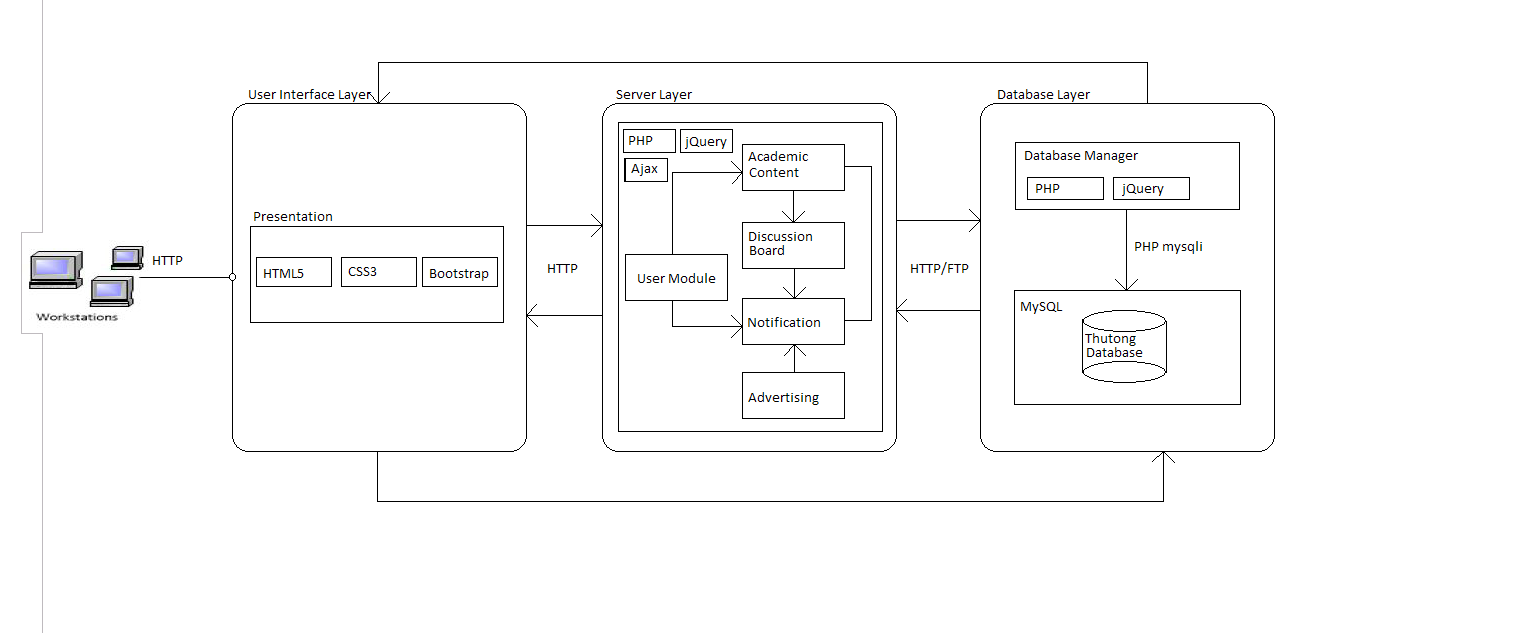 User Interface Layer
Server Layer
Database Layer
HTTP
Workstations
Presentation
HTML5
CSS3
Bootstrap
HTTP
PHP
jQuery
Ajax
Academic
Content
Discussion
Board
User Module
Notification
Advertising
HTTP/FTP
Database Manager
PHP
jQuery
PHP mysqli
MySQL
Thutong
Database